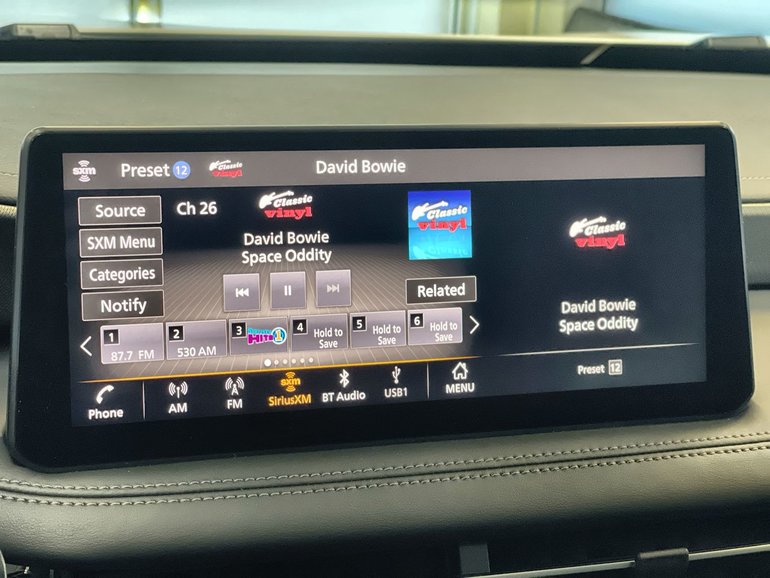 sxm Preset 12 Classic vinyl David Bowie
Source
SXM Menu
Categories
Notify
Ch 26
Classic
vinyl
David Bowie
Space Oddity
Classic
vinyl
Related
1 87.7 FM
2 530 AM
3 Hits 1
4 Hold to Save
5 Hold to Save
6 Hold to Save
Phone
AM
FM
sxm
SiriusXM
BT Audio
USB1
MENU
Classic
vinyl
David Bowie
Space Oddity
Preset 12